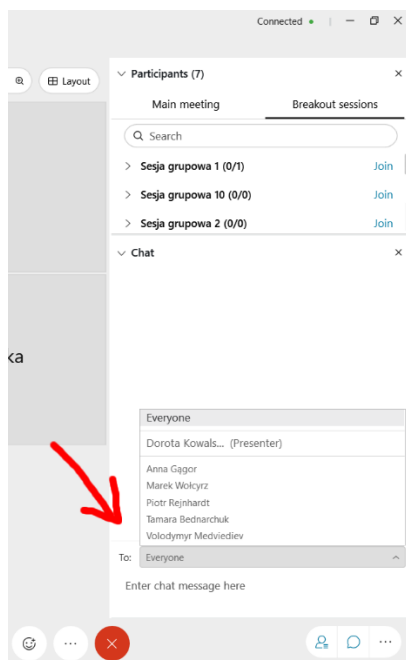 Connected
Participants (7)
Layout
Main meeting Breakout sessions
Search
Sesja grupowa 1 (0/1) Join
Sesja grupowa 10 (0/0) Join
Sesja grupowa 2 (0/0) Join
Chat
ka
Everyone
Dorota Kowals... (Presenter)
Anna Gągor
Marek Wołcyrz
Piotr Rejnhardt
Tamara Bednarchuk
Volodymyr Medviediev
To: Everyone
Enter chat message here